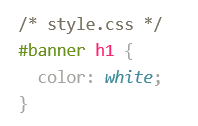 /* style.css */
#banner h1 {
  color: white;
}